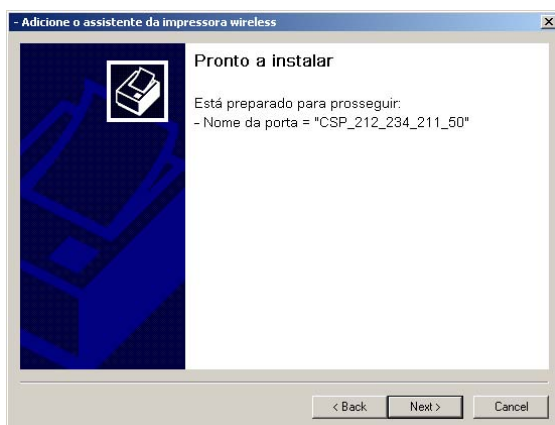 - Adicione o assistente da impressora wireless
Pronto a instalar
Está preparado para prosseguir:
- Nome da porta = "CSP_212_234_211_50"
< Back
Next >
Cancel